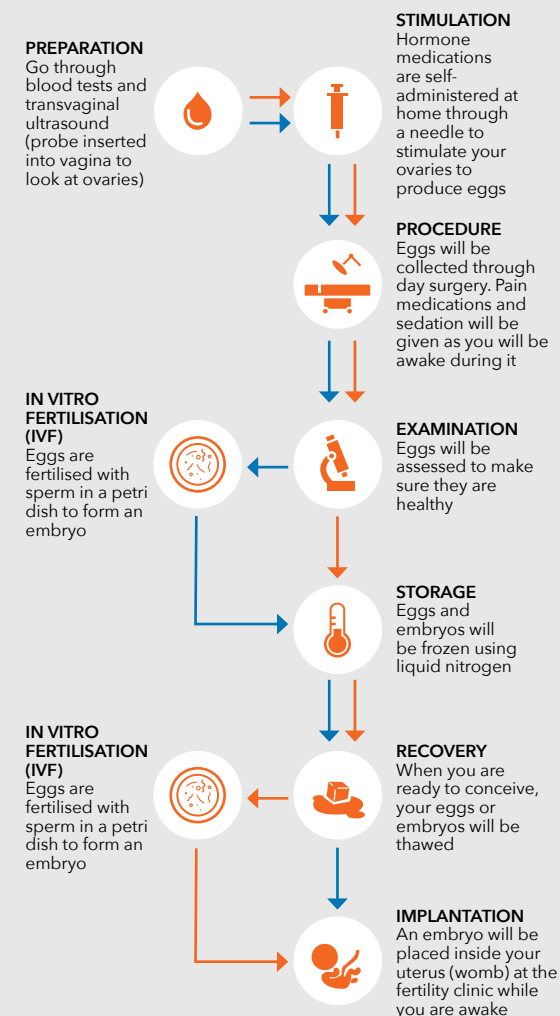 PREPARATION
Go through
blood tests and
transvaginal
ultrasound
(probe inserted
into vagina to
look at ovaries)
STIMULATION
Hormone
medications
are self-
administered at
home through
a needle to
stimulate your
ovaries to
produce eggs
PROCEDURE
Eggs will be
collected through
day surgery. Pain
medications and
sedation will be
given as you will be
awake during it
IN VITRO
FERTILISATION
(IVF)
Eggs are
fertilised with
sperm in a petri
dish to form an
embryo
EXAMINATION
Eggs will be
assessed to make
sure they are
healthy
STORAGE
Eggs and
embryos will
be frozen using
liquid nitrogen
IN VITRO
FERTILISATION
(IVF)
Eggs are
fertilised with
sperm in a petri
dish to form an
embryo
RECOVERY
When you are
ready to conceive,
your eggs or
embryos will be
thawed
IMPLANTATION
An embryo will be
placed inside your
uterus (womb) at the
fertility clinic while
you are awake